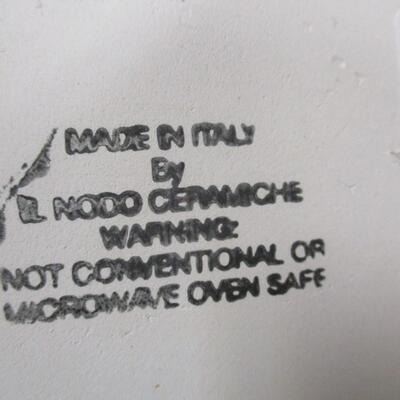 MADE IN ITALY
By
IL NODO CERAMICHE
WARNING:
NOT CONVENTIONAL OR
MICROWAVE OVEN SAFE